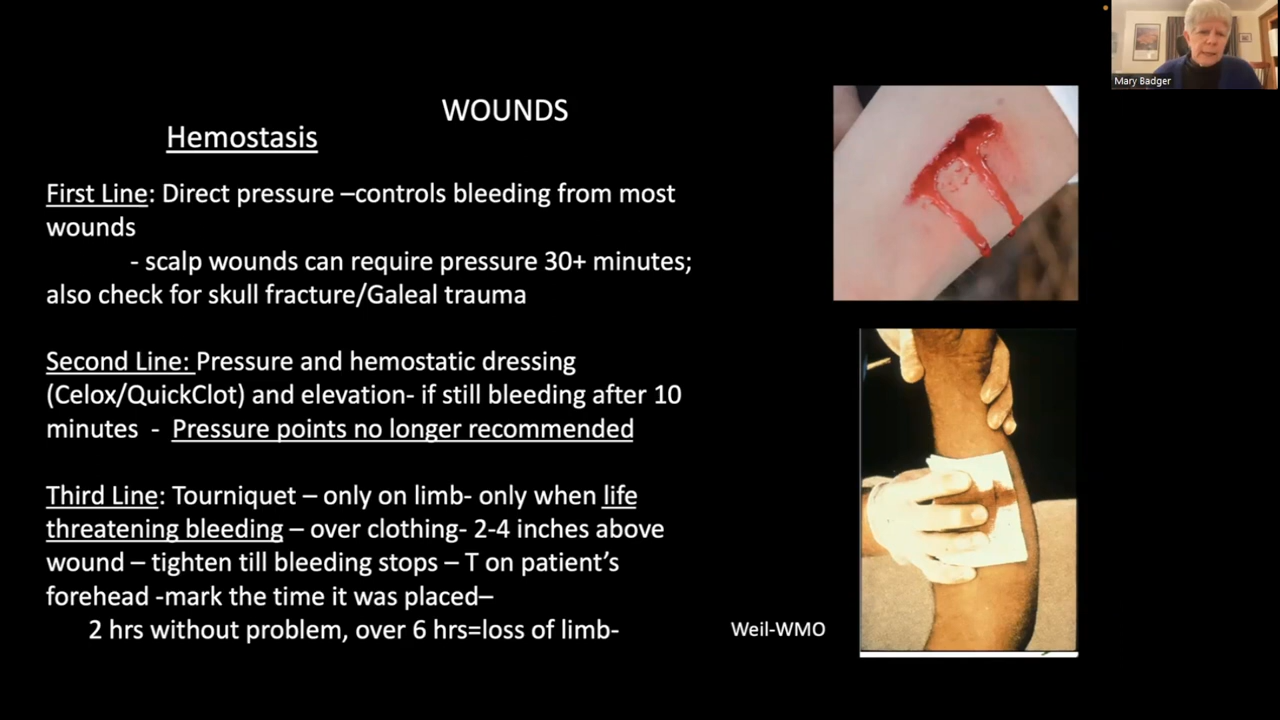 Mary Badger
WOUNDS
Hemostasis
First Line: Direct pressure –controls bleeding from most
wounds
- scalp wounds can require pressure 30+ minutes;
also check for skull fracture/Galeal trauma
Second Line: Pressure and hemostatic dressing
(Celox/QuickClot) and elevation- if still bleeding after 10
minutes - Pressure points no longer recommended
Third Line: Tourniquet – only on limb- only when life
threatening bleeding – over clothing- 2-4 inches above
wound – tighten till bleeding stops – T on patient’s
forehead -mark the time it was placed–
2 hrs without problem, over 6 hrs=loss of limb-
Weil-WMO